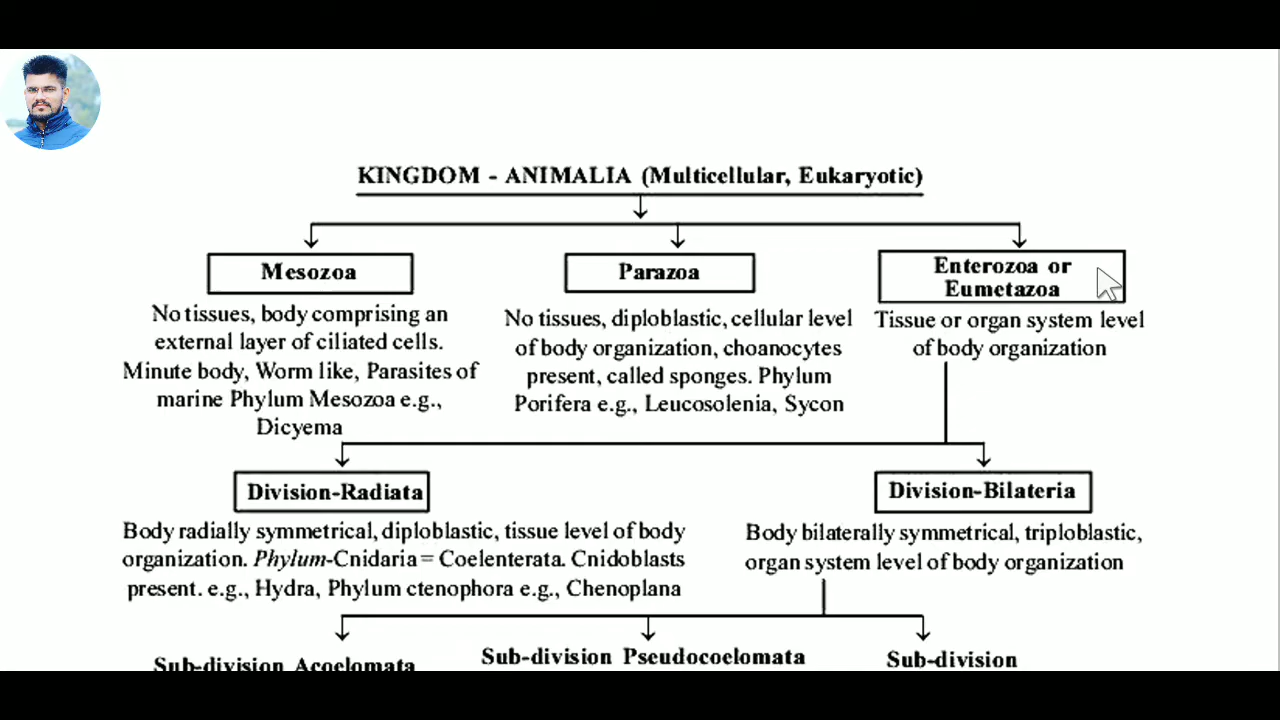 KINGDOM - ANIMALIA (Multicellular, Eukaryotic)
Mesozoa
No tissues, body comprising an
external layer of ciliated cells.
Minute body, Worm like, Parasites of
marine Phylum Mesozoa e.g.,
Dicyema
Parazoa
No tissues, diploblastic, cellular level
of body organization, choanocytes
present, called sponges. Phylum
Porifera e.g., Leucosolenia, Sycon
Enterozoa or
Eumetazoa
Tissue or organ system level
of body organization
Division-Radiata
Body radially symmetrical, diploblastic, tissue level of body
organization. Phylum-Cnidaria = Coelenterata. Cnidoblasts
present. e.g., Hydra, Phylum ctenophora e.g., Chenoplana
Division-Bilateria
Body bilaterally symmetrical, triploblastic,
organ system level of body organization
Sub-division Acoelomata
Sub-division Pseudocoelomata
Sub-division